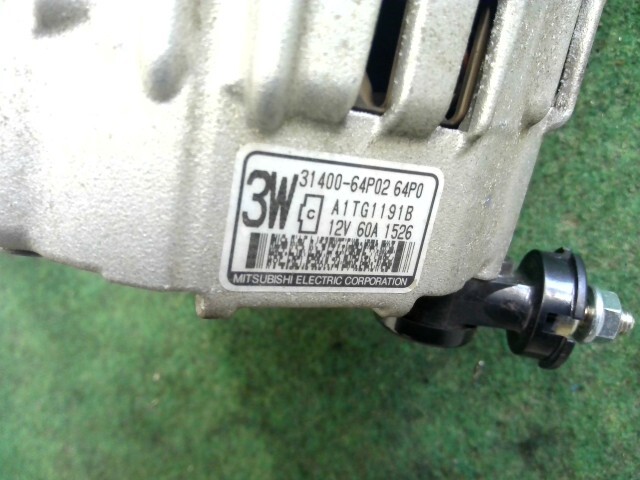 3W
31400-64P02 64P0
C
A1TG1191B
12V 60A 1526
MITSUBISHI ELECTRIC CORPORATION